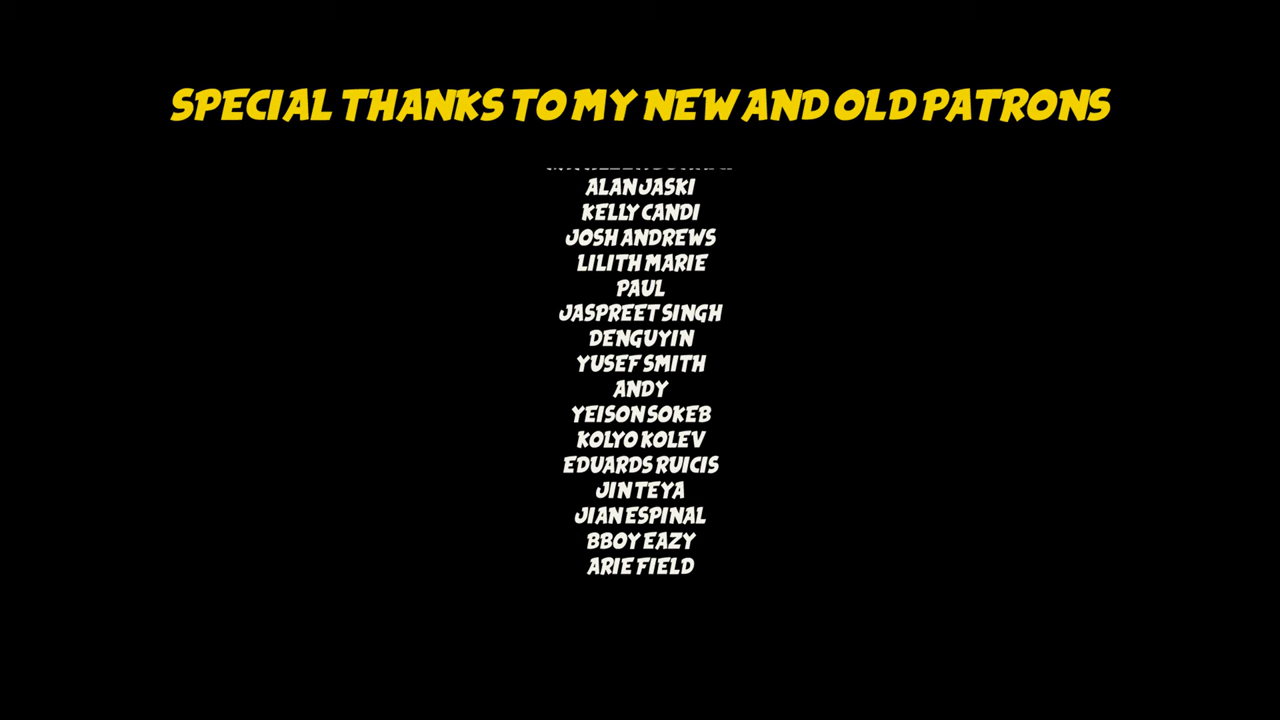 SPECIAL THANKS TO MY NEW AND OLD PATRONS
ALAN JASKI
KELLY CANDI
JOSH ANDREWS
LILITH MARIE
PAUL
JASPREET SINGH
DENGUYIN
YUSEF SMITH
ANDY
YEISON SOKEB
KOLYO KOLEV
EDUARDS RUICIS
JIN TEYA
JIAN ESPINAL
BBOY EAZY
ARIE FIELD